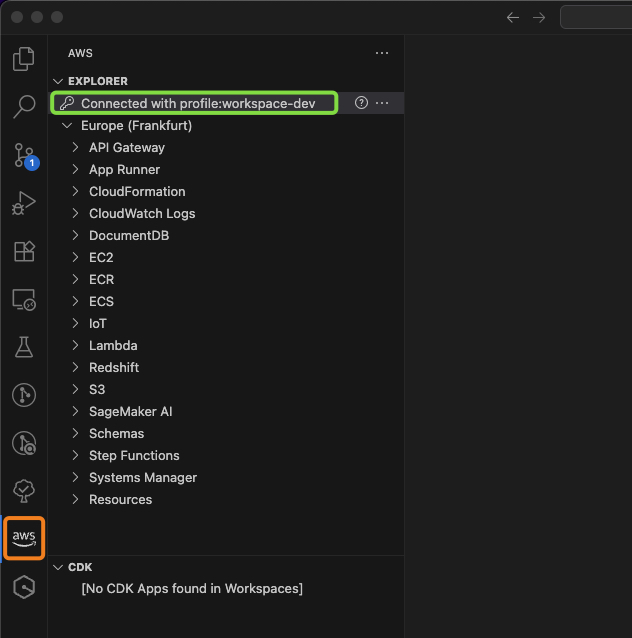 AWS
EXPLORER
Connected with profile:workspace-dev
Europe (Frankfurt)
API Gateway
App Runner
CloudFormation
CloudWatch Logs
DocumentDB
EC2
ECR
ECS
IoT
Lambda
Redshift
S3
SageMaker AI
Schemas
Step Functions
Systems Manager
Resources
CDK
[No CDK Apps found in Workspaces]
1
aws